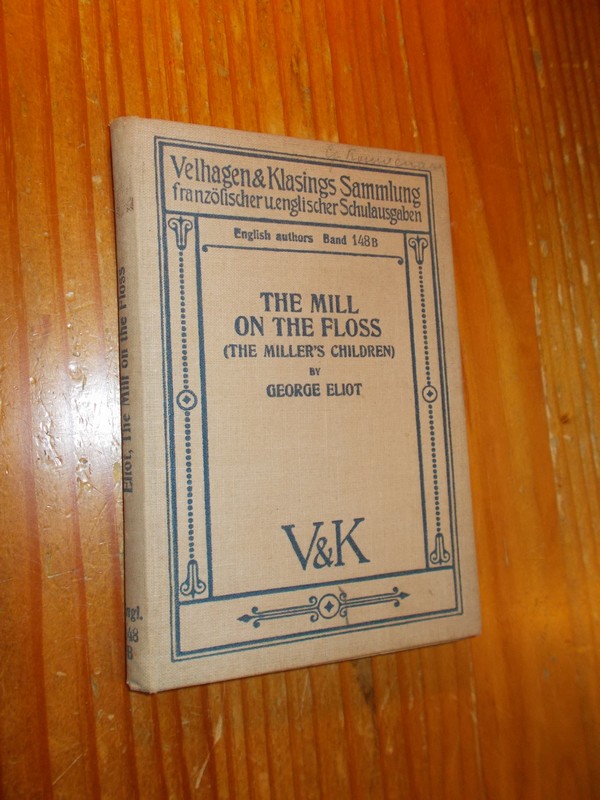 Velhagen & Klasings Sammlung
französischer u. englischer Schulausgaben
English authors Band 148 B
THE MILL
ON THE FLOSS
(THE MILLER'S CHILDREN)
BY
GEORGE ELIOT
V&K
Eliot, The Mill on the Floss
ngl.
148
B